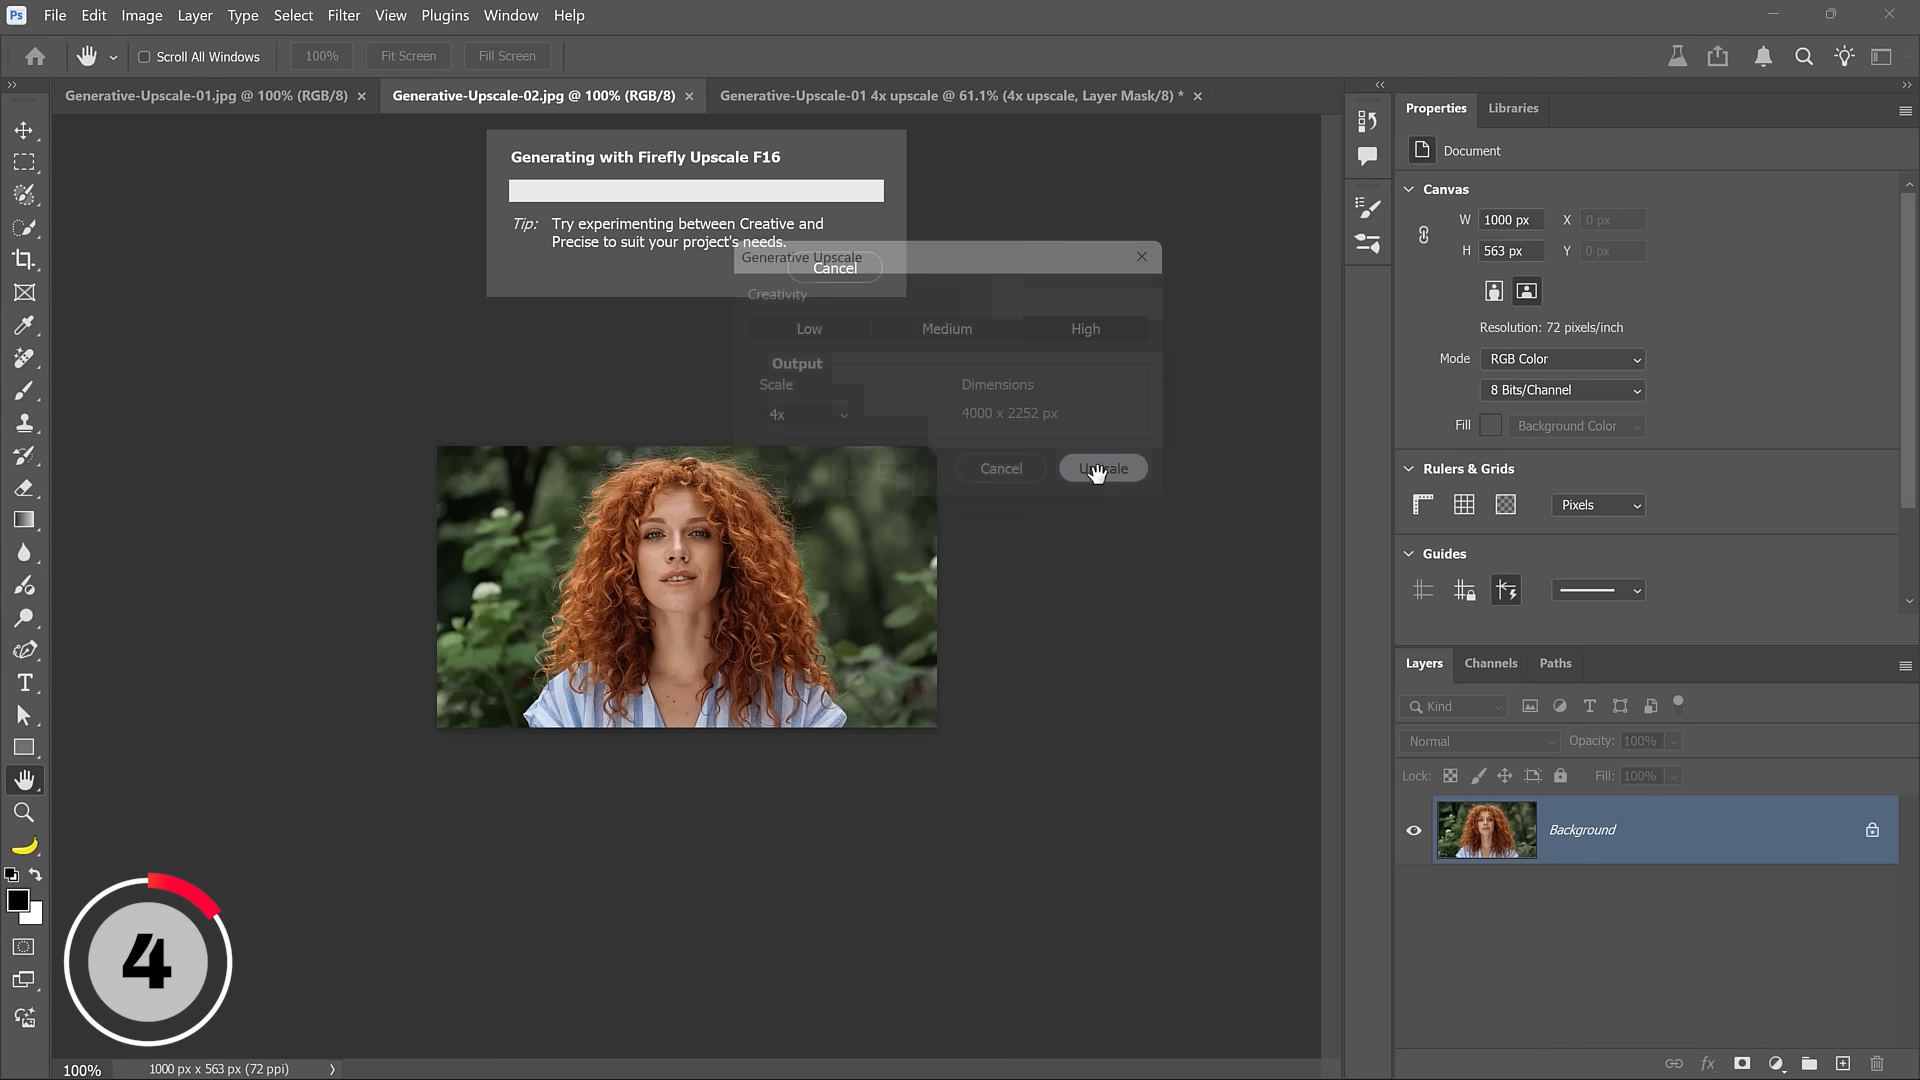 Ps File Edit Image Layer Type Select Filter View Plugins Window Help
Scroll All Windows 100% Fit Screen Fill Screen
Generative-Upscale-01.jpg @ 100% (RGB/8) Generative-Upscale-02.jpg @ 100% (RGB/8) Generative-Upscale-01 4x upscale @ 61.1% (4x upscale, Layer Mask/8) *
Generating with Firefly Upscale F16
Tip: Try experimenting between Creative and
Precise to suit your project's needs.
Cancel
Generative Upscale
Creativity
Low Medium High
Output
Scale Dimensions
4x 4000 x 2252 px
Cancel Upscale
Properties Libraries
Document
Canvas
W 1000 px X 0 px
H 563 px Y 0 px
Resolution: 72 pixels/inch
Mode RGB Color
8 Bits/Channel
Fill Background Color
Rulers & Grids
Pixels
Guides
Layers Channels Paths
Kind
Normal Opacity: 100%
Lock: Fill: 100%
Background
4
100% 1000 px x 563 px (72 ppi)